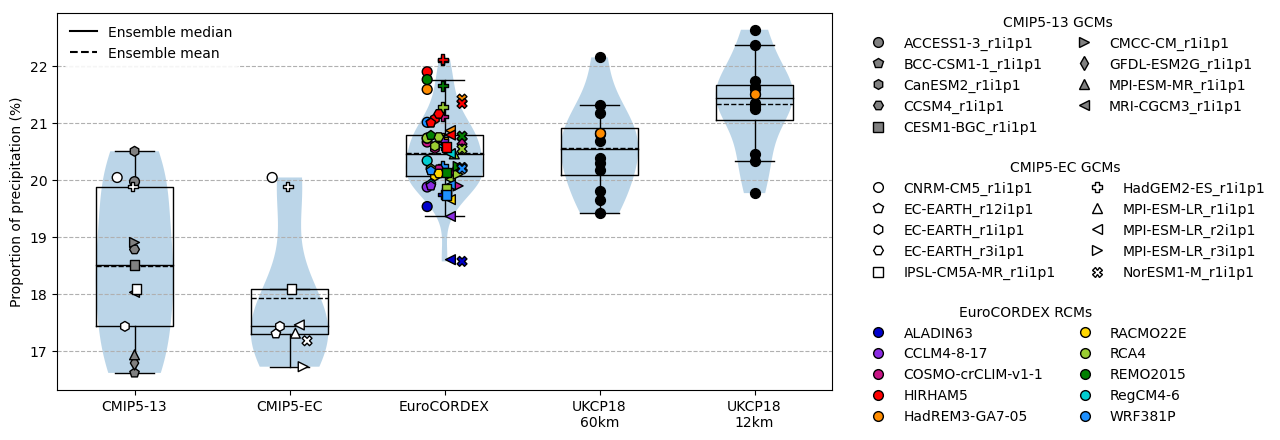 Ensemble median
Ensemble mean
Proportion of precipitation (%)
22
21
20
19
18
17
CMIP5-13
CMIP5-EC
EuroCORDEX
UKCP18
60km
UKCP18
12km
CMIP5-13 GCMs
ACCESS1-3_r1i1p1
BCC-CSM1-1_r1i1p1
CanESM2_r1i1p1
CCSM4_r1i1p1
CESM1-BGC_r1i1p1
CMCC-CM_r1i1p1
GFDL-ESM2G_r1i1p1
MPI-ESM-MR_r1i1p1
MRI-CGCM3_r1i1p1
CMIP5-EC GCMs
CNRM-CM5_r1i1p1
EC-EARTH_r12i1p1
EC-EARTH_r1i1p1
EC-EARTH_r3i1p1
IPSL-CM5A-MR_r1i1p1
HadGEM2-ES_r1i1p1
MPI-ESM-LR_r1i1p1
MPI-ESM-LR_r2i1p1
MPI-ESM-LR_r3i1p1
NorESM1-M_r1i1p1
EuroCORDEX RCMs
ALADIN63
CCLM4-8-17
COSMO-crCLIM-v1-1
HIRHAM5
HadREM3-GA7-05
RACMO22E
RCA4
REMO2015
RegCM4-6
WRF381P